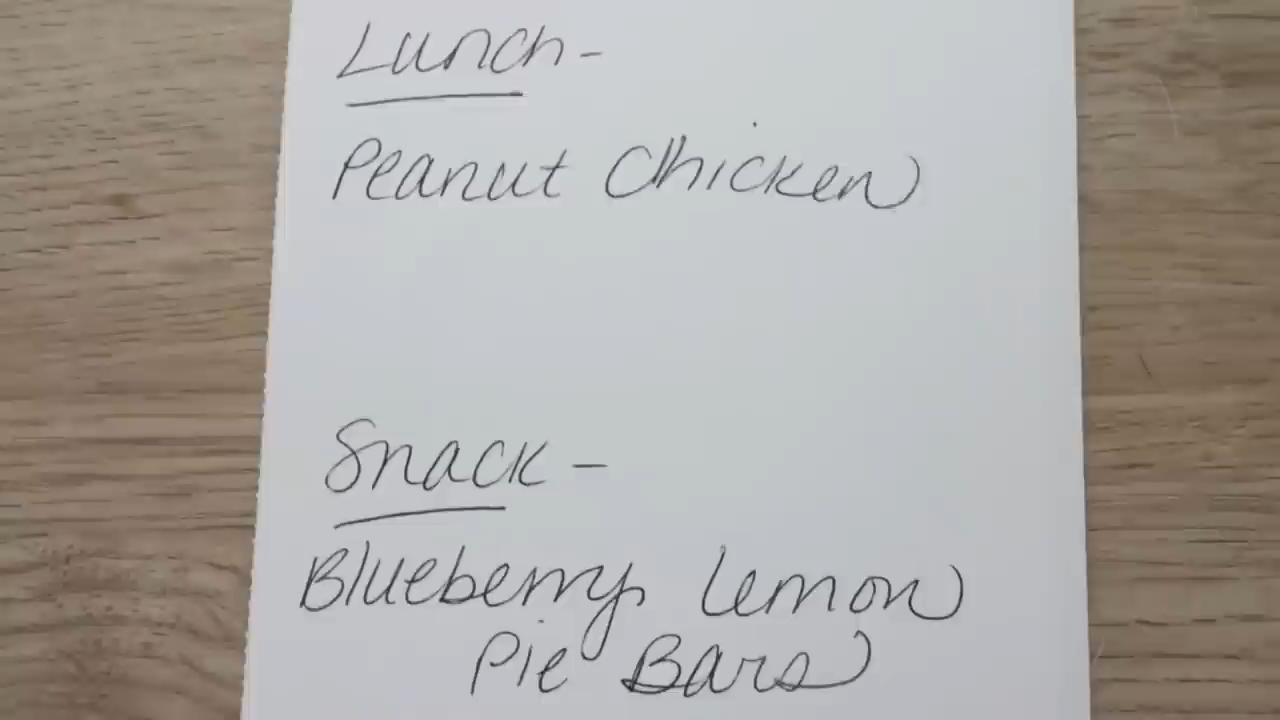 Lunch-
Peanut Chicken
Snack -
Blueberry Lemon
Pie Bars